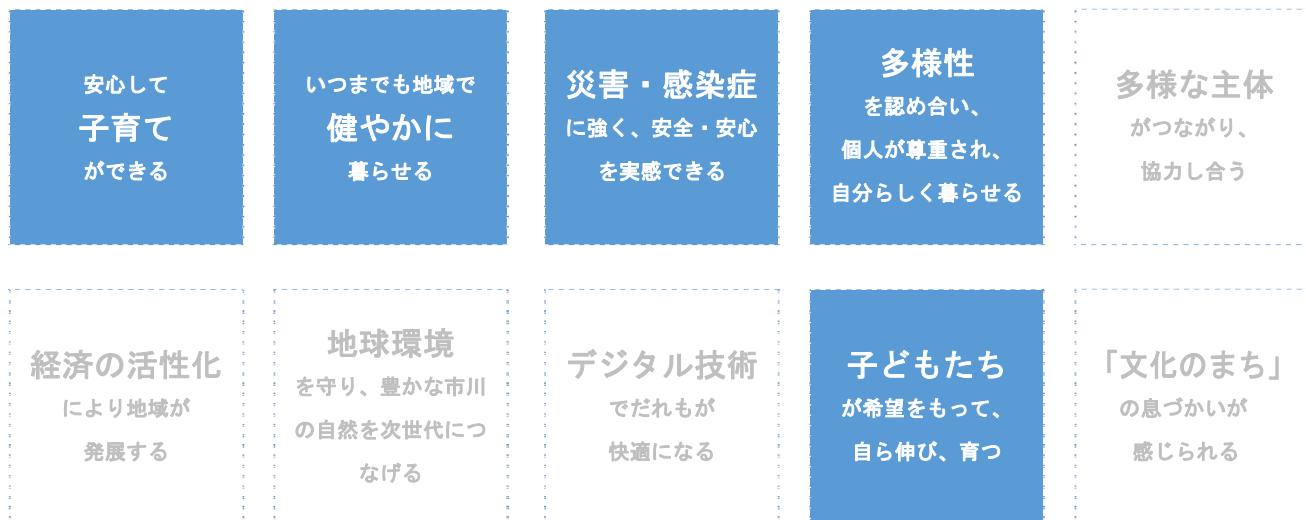 安心して
子育て
ができる
いつまでも地域で
健やかに
暮らせる
災害・感染症
に強く、安全・安心
を実感できる
多様性
を認め合い、
個人が尊重され、
自分らしく暮らせる
多様な主体
がつながり、
協力し合う
経済の活性化
により地域が
発展する
地球環境
を守り、豊かな市川
の自然を次世代につ
なげる
デジタル技術
でだれもが
快適になる
子どもたち
が希望をもって、
自ら伸び、育つ
「文化のまち」
の息づかいが
感じられる